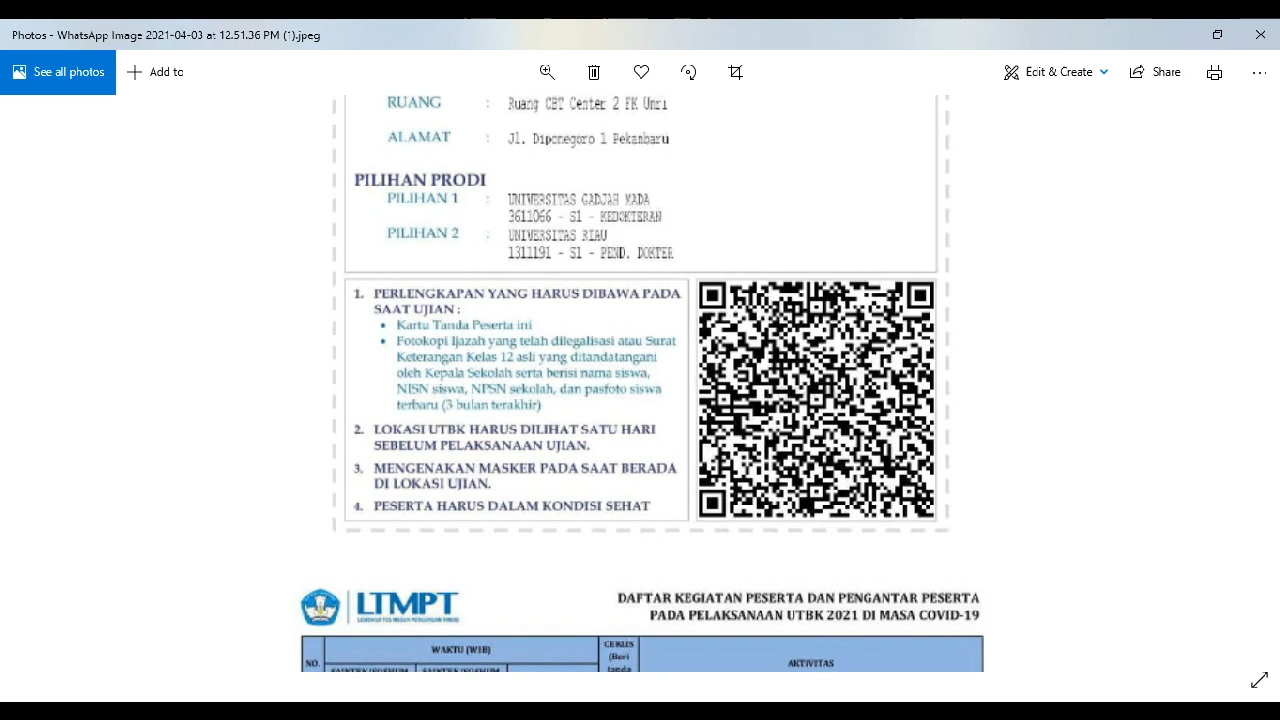 Photos - WhatsApp Image 2021-04-03 at 12.51.36 PM (1).jpeg
See all photos
Add to
Edit & Create
Share
RUANG : Ruang CBT Center 2 FK Unri
ALAMAT : Jl. Diponegoro 1 Pekanbaru
PILIHAN PRODI
PILIHAN 1 : UNIVERSITAS GADJAH MADA
3611066 - S1 - KEDOKTERAN
PILIHAN 2 : UNIVERSITAS RIAU
1311191 - S1 - PEND. DOKTER
1. PERLENGKAPAN YANG HARUS DIBAWA PADA
SAAT UJIAN :
• Kartu Tanda Peserta ini
• Fotokopi Ijazah yang telah dilegalisasi atau Surat
Keterangan Kelas 12 asli yang ditandatangani
oleh Kepala Sekolah serta berisi nama siswa,
NISN siswa, NPSN sekolah, dan pasfoto siswa
terbaru (3 bulan terakhir)
2. LOKASI UTBK HARUS DILIHAT SATU HARI
SEBELUM PELAKSANAAN UJIAN.
3. MENGENAKAN MASKER PADA SAAT BERADA
DI LOKASI UJIAN.
4. PESERTA HARUS DALAM KONDISI SEHAT
LTMPT
DAFTAR KEGIATAN PESERTA DAN PENGANTAR PESERTA
PADA PELAKSANAAN UTBK 2021 DI MASA COVID-19
NO.
WAKTU (WIB)
(Beri
tanda
AKTIVITAS